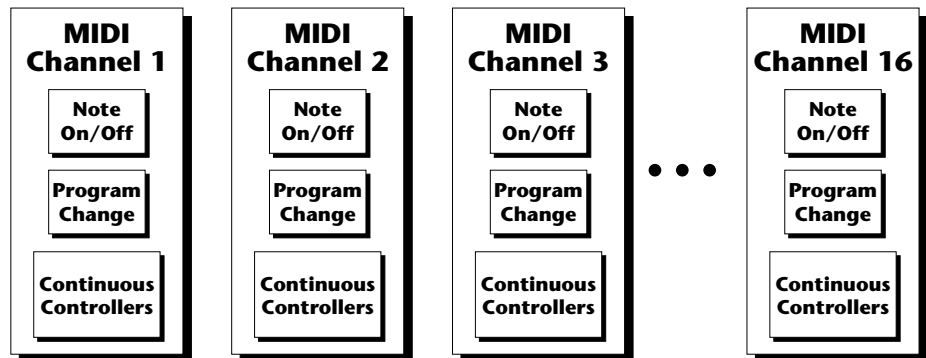 MIDI
Channel 1
Note
On/Off
Program
Change
Continuous
Controllers
MIDI
Channel 2
Note
On/Off
Program
Change
Continuous
Controllers
MIDI
Channel 3
Note
On/Off
Program
Change
Continuous
Controllers
• • •
MIDI
Channel 16
Note
On/Off
Program
Change
Continuous
Controllers